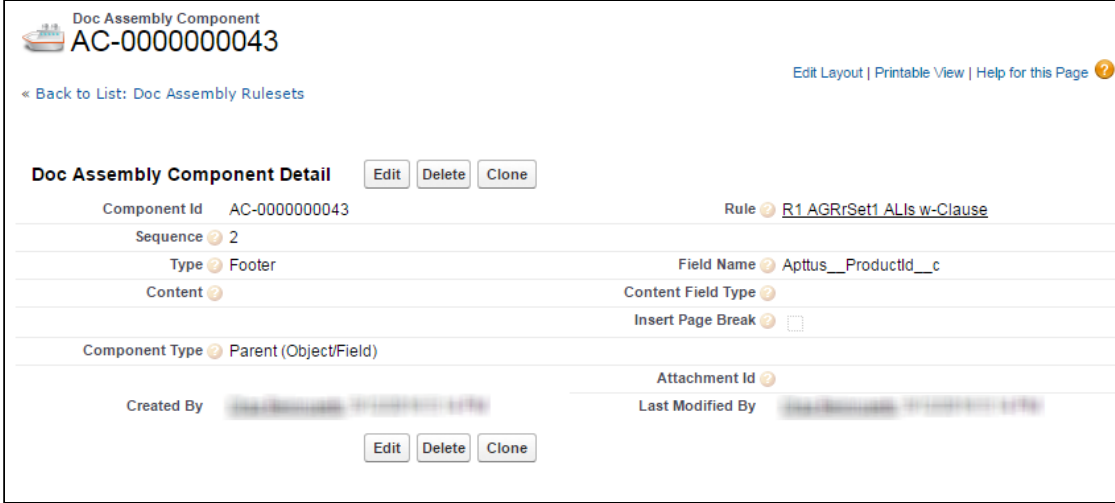 Doc Assembly Component
AC-0000000043
Edit Layout | Printable View | Help for this Page ?
« Back to List: Doc Assembly Rulesets
Doc Assembly Component Detail Edit Delete Clone
Component Id AC-0000000043 Rule ? R1 AGRrSet1 ALIs w-Clause
Sequence ? 2
Type ? Footer Field Name ? Apttus__ProductId__c
Content ? Content Field Type ?
Insert Page Break ?
Component Type ? Parent (Object/Field)
Attachment Id ?
Created By Last Modified By
Edit Delete Clone